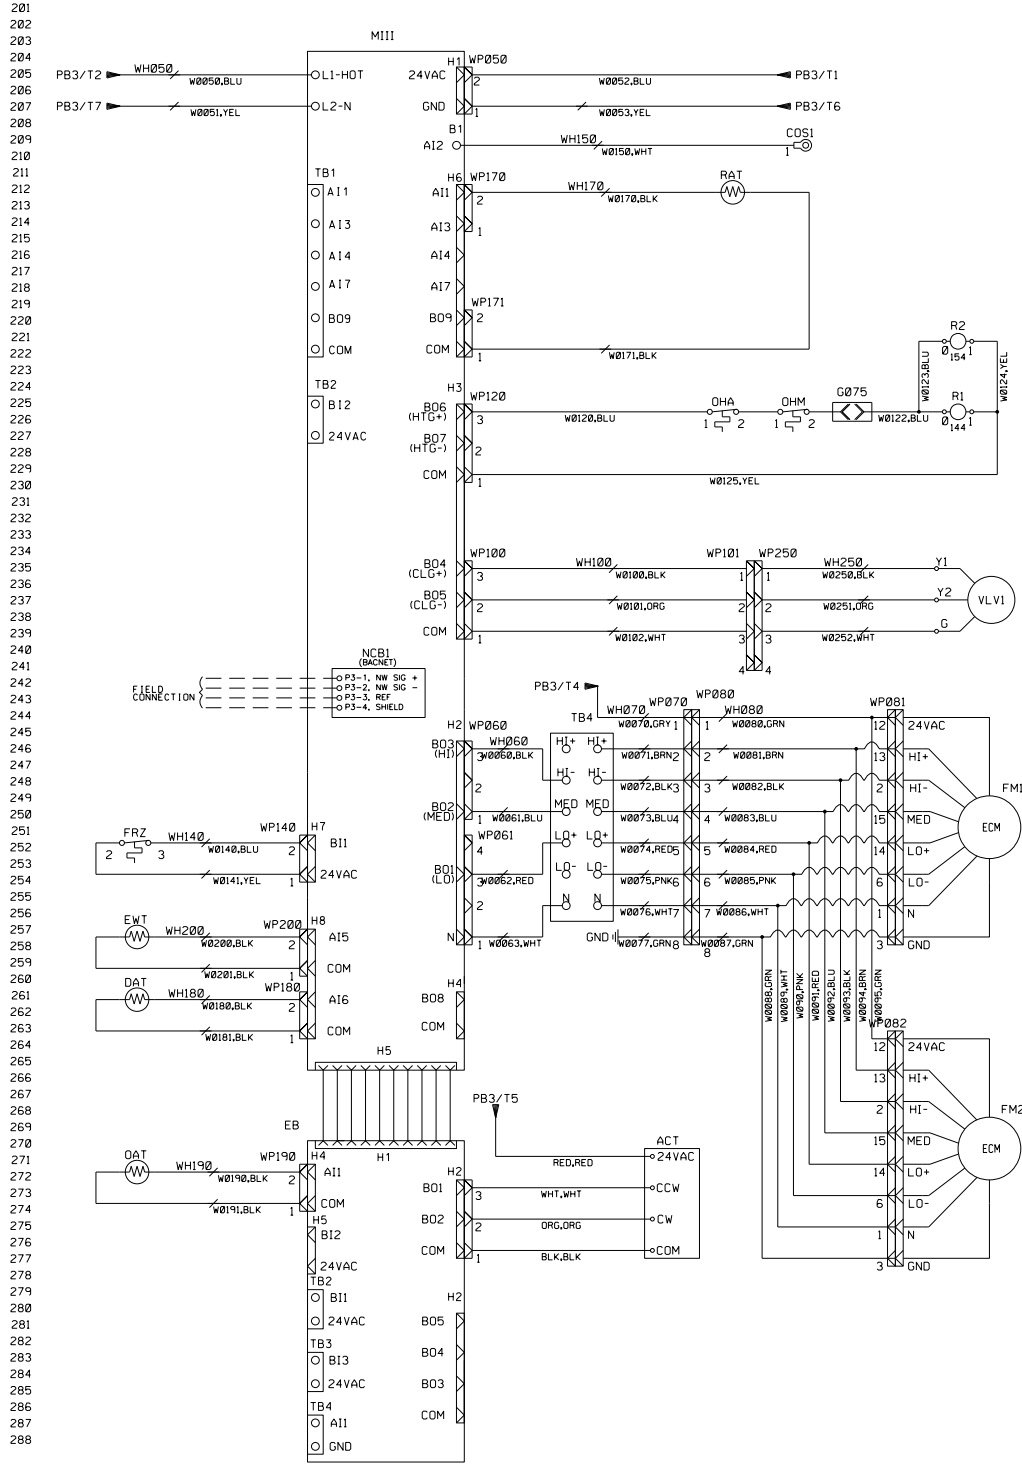 201
202
203
204
205
206
207
208
209
210
211
212
213
214
215
216
217
218
219
220
221
222
223
224
225
226
227
228
229
230
231
232
233
234
235
236
237
238
239
240
241
242
243
244
245
246
247
248
249
250
251
252
253
254
255
256
257
258
259
260
261
262
263
264
265
266
267
268
269
270
271
272
273
274
275
276
277
278
279
280
281
282
283
284
285
286
287
288
MIII
PB3/T2 WH050 W0050,BLU L1-HOT 24VAC H1 WP050 2 W0052,BLU PB3/T1
PB3/T7 W0051,YEL L2-N GND 1 W0053,YEL PB3/T6
B1
AI2 WH150 W0150,WHT 1 COS1
TB1
AI1
AI3
AI4
AI7
BO9
COM
H6 WP170
AI1 2 WH170 W0170,BLK RAT
AI3 1
AI4
AI7
WP171
BO9 2
COM 1 W0171,BLK
TB2
BI2
24VAC
H3 WP120
BO6 (HTG+) 3 W0120,BLU OHA 1 2 OHM 1 2 G075 W0122,BLU R1 0 144 1
W0123,BLU R2 0 154 1 W0124,YEL
BO7 (HTG-) 2
COM 1 W0125,YEL
WP100 WP101 WP250
BO4 (CLG+) 3 WH100 W0100,BLK 1 1 WH250 W0250,BLK Y1
BO5 (CLG-) 2 W0101,ORG 2 2 W0251,ORG Y2 VLV1
COM 1 W0102,WHT 3 3 W0252,WHT G
4 4
NCB1
(BACNET)
FIELD CONNECTION
P3-1, NW SIG +
P3-2, NW SIG -
P3-3, REF
P3-4, SHIELD
PB3/T4 WP070 WP080 WP081
TB4
WH070 W0070,GRY 1 1 WH080 W0080,GRN 12 24VAC
H2 WP060
BO3 (HI) 3 WH060 W0060,BLK HI+ HI+ W0071,BRN 2 2 W0081,BRN 13 HI+
2 HI- HI- W0072,BLK 3 3 W0082,BLK 2 HI- FM1
BO2 (MED) 1 W0061,BLU MED MED W0073,BLU 4 4 W0083,BLU 15 MED ECM
WP061
4 LO+ LO+ W0074,RED 5 5 W0084,RED 14 LO+
BO1 (LO) 3 W0062,RED LO- LO- W0075,PNK 6 6 W0085,PNK 6 LO-
2 N N W0076,WHT 7 7 W0086,WHT 1 N
N 1 W0063,WHT GND W0077,GRN 8 8 W0087,GRN 3 GND
FRZ 2 3 WH140 W0140,BLU WP140 2 H7 BI1
W0141,YEL 1 24VAC
EWT WH200 W0200,BLK WP200 2 H8 AI5
W0201,BLK 1 COM
DAT WH180 W0180,BLK WP180 2 AI6
W0181,BLK 1 COM
H4
BO8
COM
W0088,GRN
W0089,WHT
W090,PNK
W0091,RED
W0092,BLU
W0093,BLK
W0094,BRN
W0095,GRN
WP082
12 24VAC
13 HI+
2 HI- FM2
15 MED ECM
14 LO+
6 LO-
1 N
3 GND
H5
EB
H1
PB3/T5
ACT
RED,RED 24VAC
H2
BO1 3 WHT,WHT CCW
BO2 2 ORG,ORG CW
COM 1 BLK,BLK COM
OAT WH190 W0190,BLK WP190 2 H4 AI1
W0191,BLK 1 COM
H5
BI2
24VAC
TB2
BI1
24VAC
TB3
BI3
24VAC
TB4
AI1
GND
H2
BO5
BO4
BO3
COM